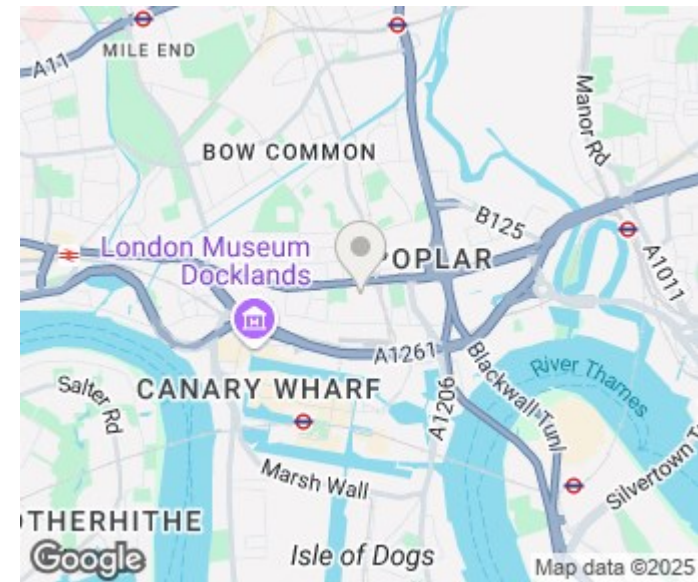 MILE END
A11
Manor Rd
BOW COMMON
B125
London Museum
Docklands
POPLAR
A1011
A1261
River Thames
Salter Rd
CANARY WHARF
A1206
Blackwall Tunl
Marsh Wall
Silvertown T
OTHERHITHE
Google
Isle of Dogs
Map data ©2025